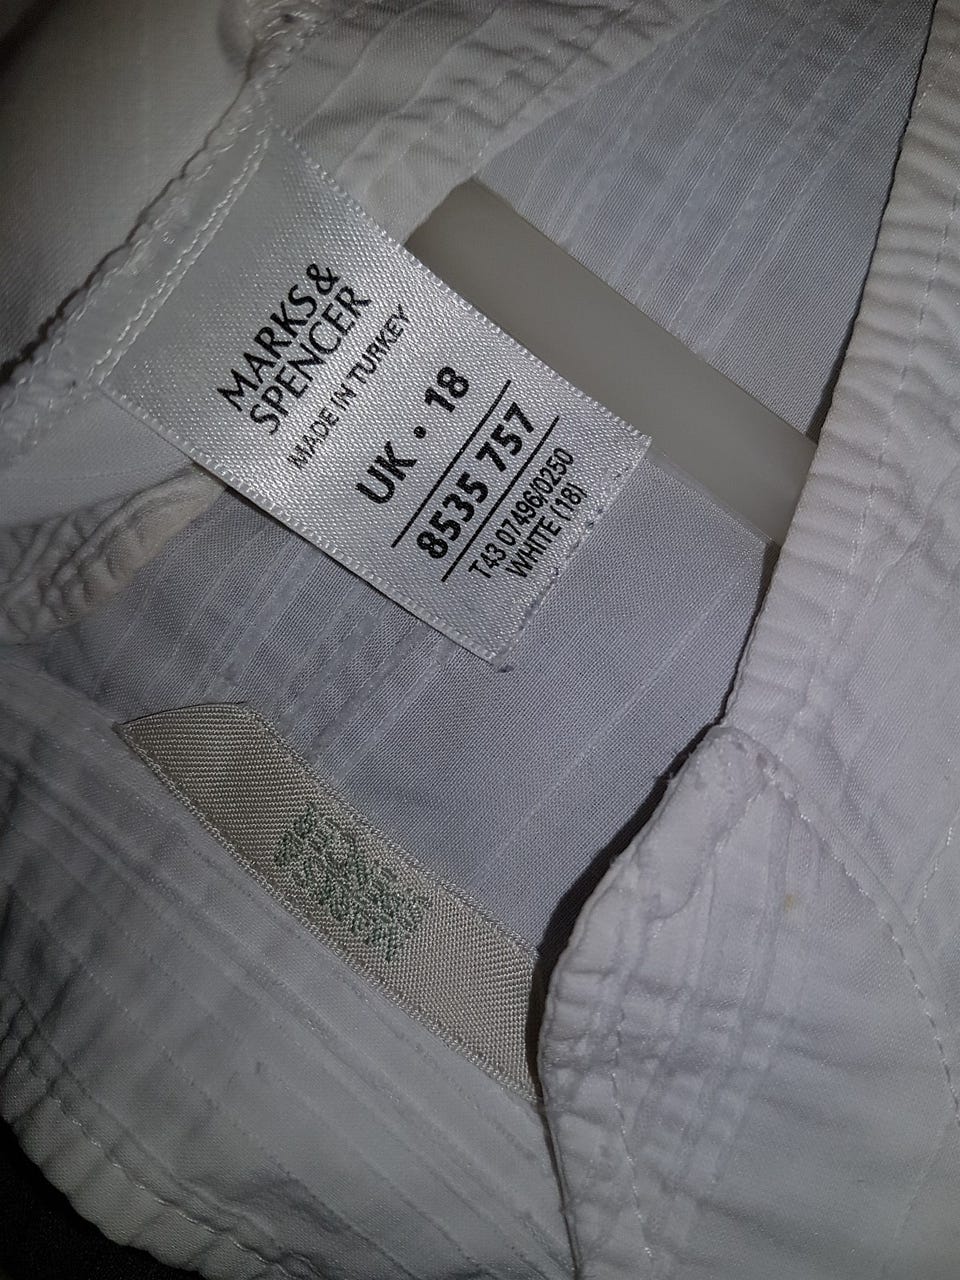 MARKS &
SPENCER
MADE IN TURKEY
UK • 18
8535 757
T43 07496/0250
WHITE (18)